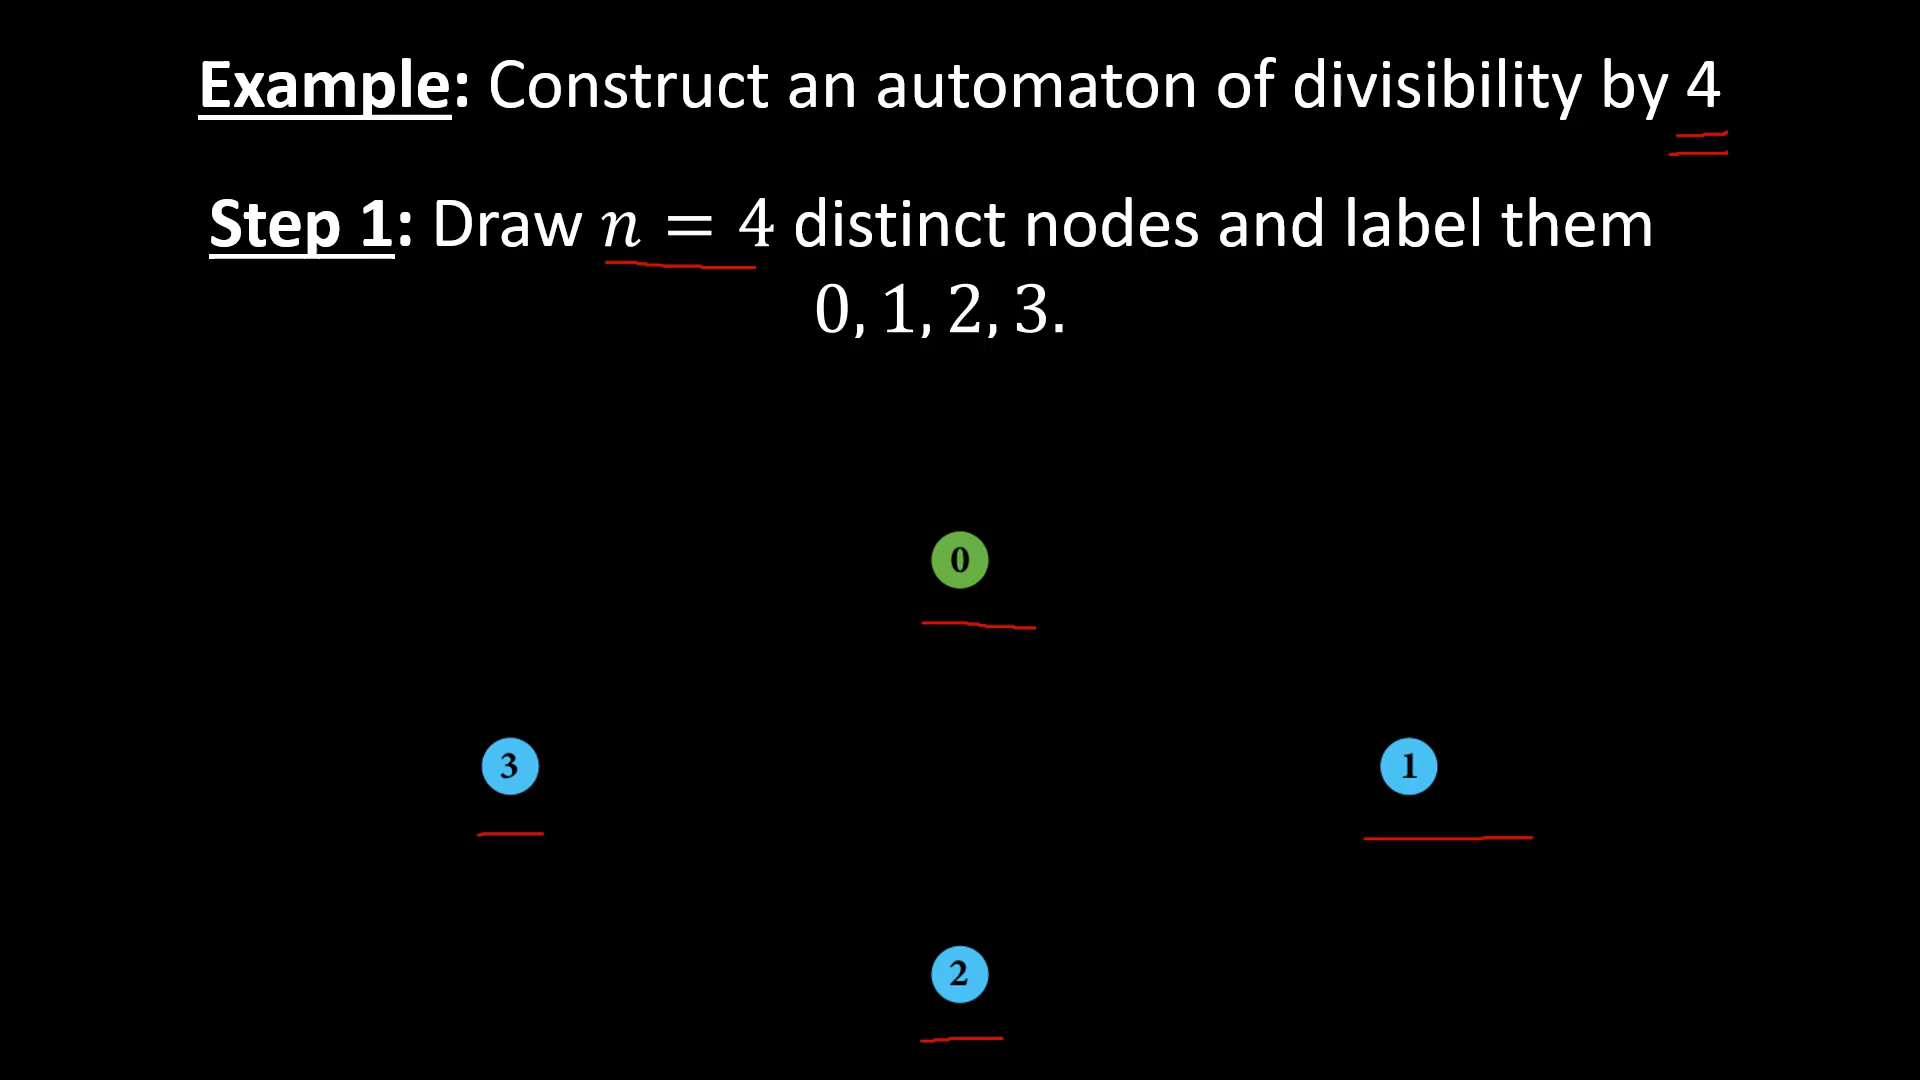 Example: Construct an automaton of divisibility by 4
Step 1: Draw n = 4 distinct nodes and label them
0, 1, 2, 3.
0
3
1
2